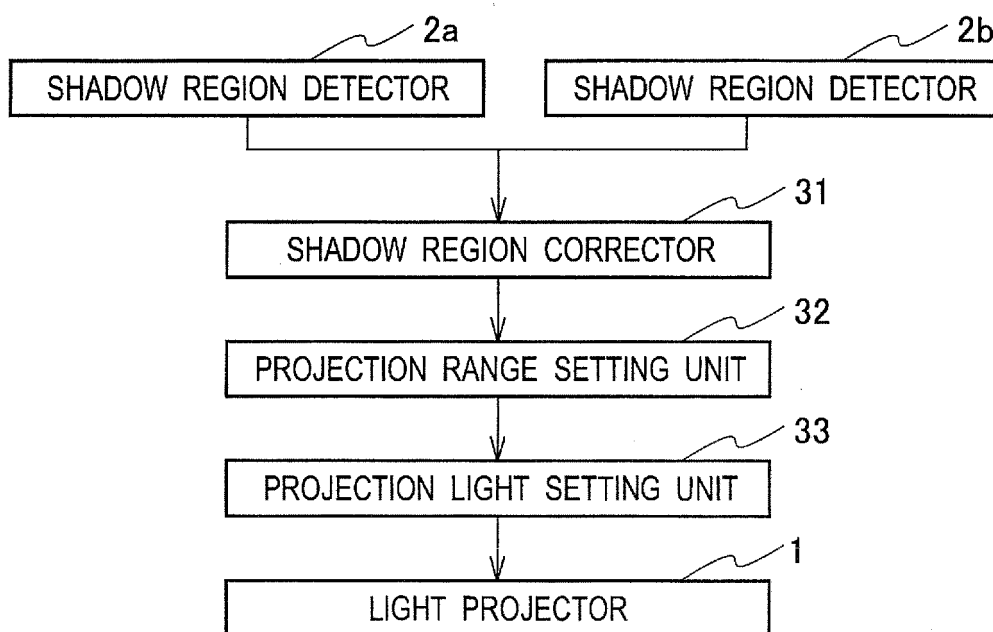 2a
2b
SHADOW REGION DETECTOR
SHADOW REGION DETECTOR
31
SHADOW REGION CORRECTOR
32
PROJECTION RANGE SETTING UNIT
33
PROJECTION LIGHT SETTING UNIT
1
LIGHT PROJECTOR